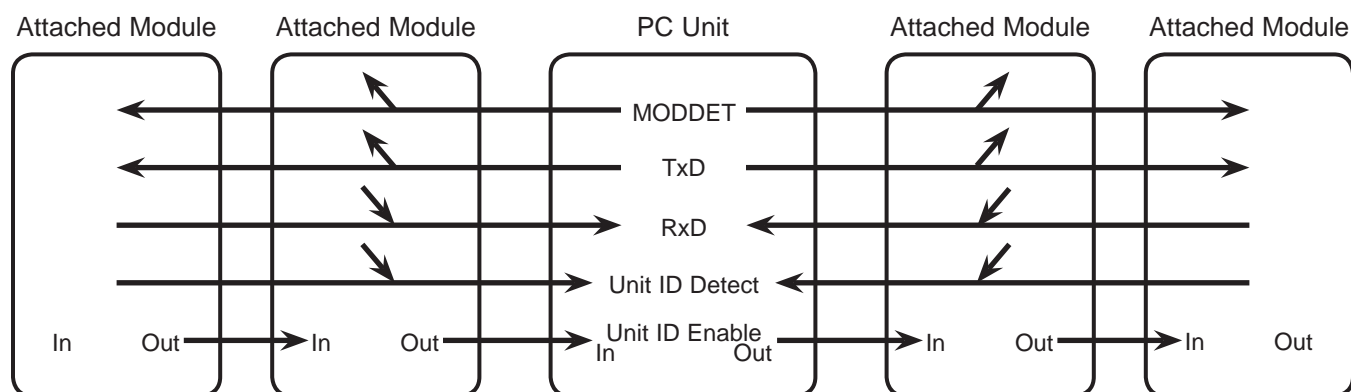 Attached Module Attached Module PC Unit Attached Module Attached Module
MODDET
TxD
RxD
Unit ID Detect
Unit ID Enable
In Out In Out In Out In Out In Out